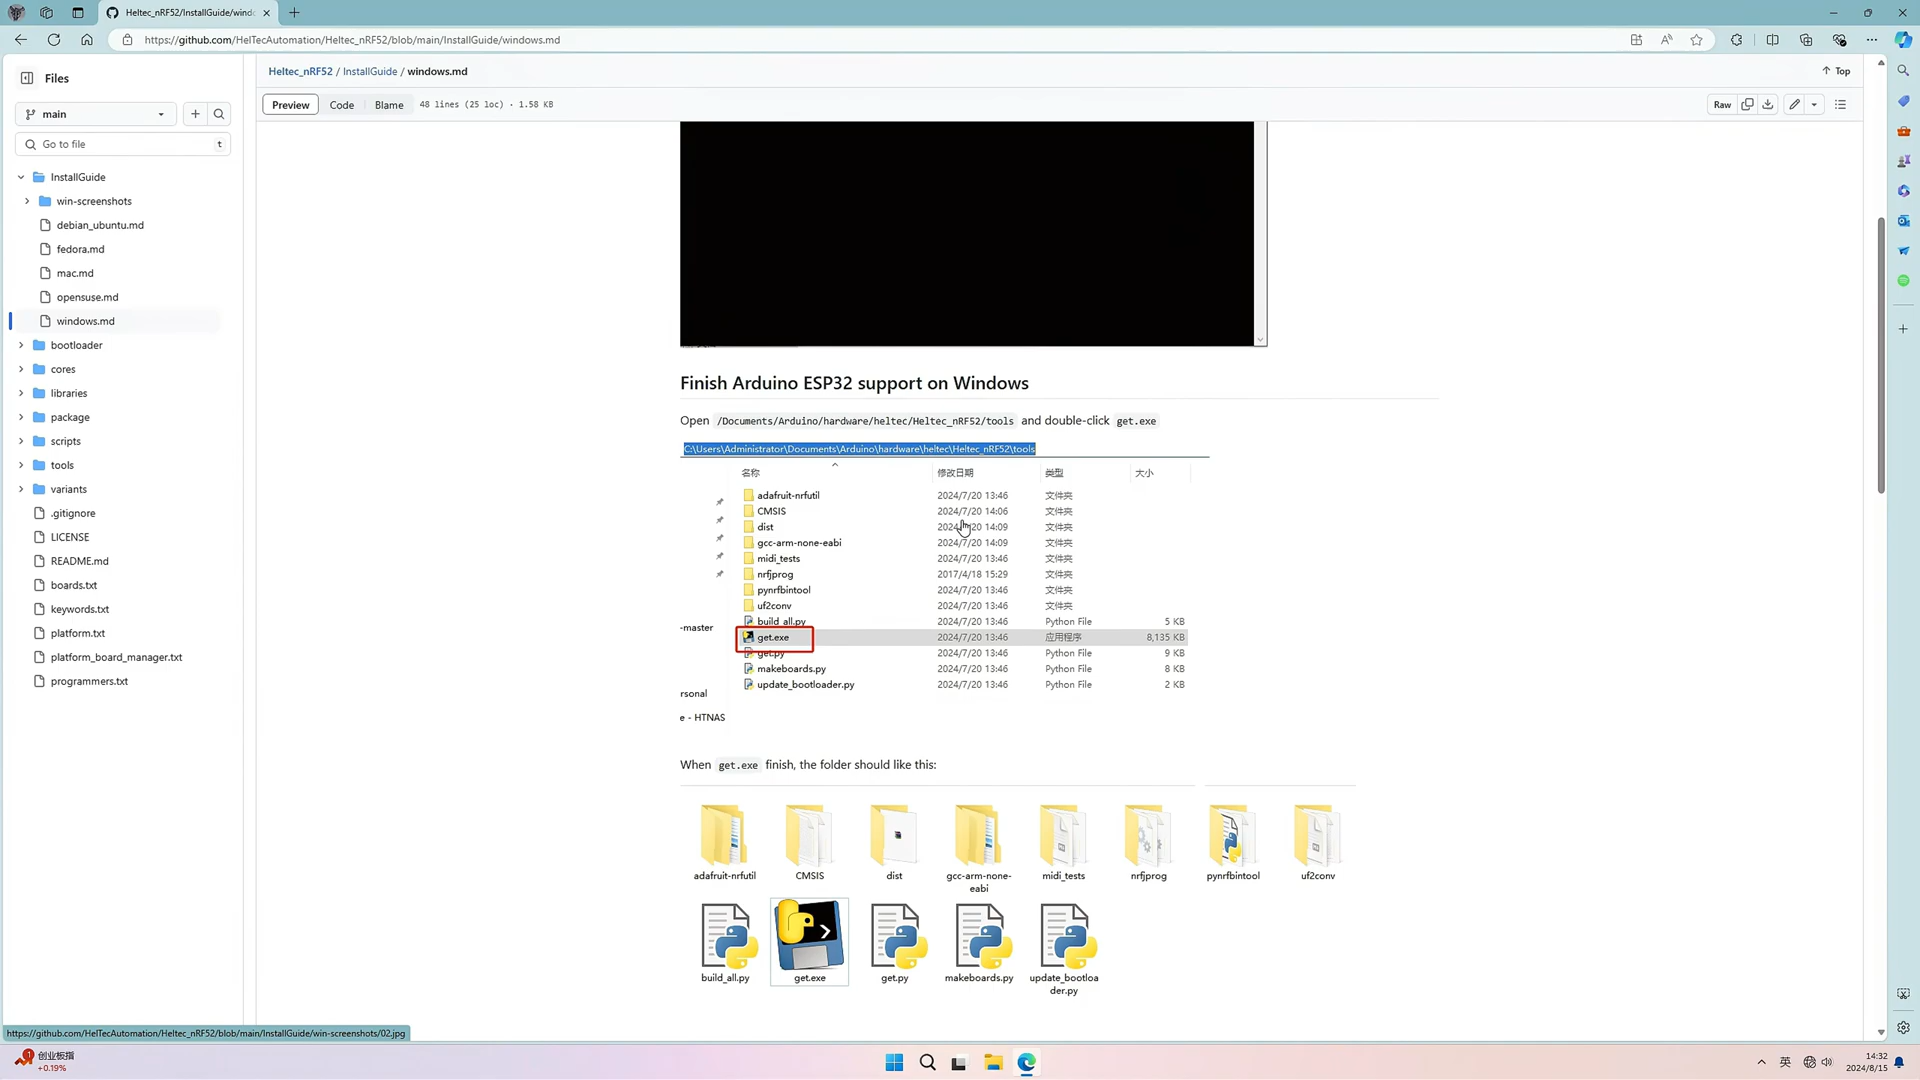 Heltec_nRF52/InstallGuide/wind
https://github.com/HelTecAutomation/Heltec_nRF52/blob/main/InstallGuide/windows.md
Files
main
Go to file
t
InstallGuide
win-screenshots
debian_ubuntu.md
fedora.md
mac.md
opensuse.md
windows.md
bootloader
cores
libraries
package
scripts
tools
variants
.gitignore
LICENSE
README.md
boards.txt
keywords.txt
platform.txt
platform_board_manager.txt
programmers.txt
Heltec_nRF52 / InstallGuide / windows.md
Top
Preview Code Blame 48 lines (25 loc) · 1.58 KB
Raw
Finish Arduino ESP32 support on Windows
Open /Documents/Arduino/hardware/heltec/Heltec_nRF52/tools and double-click get.exe
C:\Users\Administrator\Documents\Arduino\hardware\heltec\Heltec_nRF52\tools
名称 修改日期 类型 大小
adafruit-nrfutil 2024/7/20 13:46 文件夹
CMSIS 2024/7/20 14:06 文件夹
dist 2024/7/20 14:09 文件夹
gcc-arm-none-eabi 2024/7/20 14:09 文件夹
midi_tests 2024/7/20 13:46 文件夹
nrfjprog 2017/4/18 15:29 文件夹
pynrfbintool 2024/7/20 13:46 文件夹
uf2conv 2024/7/20 13:46 文件夹
build_all.py 2024/7/20 13:46 Python File 5 KB
-master
get.exe 2024/7/20 13:46 应用程序 8,135 KB
get.py 2024/7/20 13:46 Python File 9 KB
makeboards.py 2024/7/20 13:46 Python File 8 KB
update_bootloader.py 2024/7/20 13:46 Python File 2 KB
rsonal
e - HTNAS
When get.exe finish, the folder should like this:
adafruit-nrfutil CMSIS dist gcc-arm-none- midi_tests nrfjprog pynrfbintool uf2conv
eabi
build_all.py get.exe get.py makeboards.py update_bootloa
der.py
https://github.com/HelTecAutomation/Heltec_nRF52/blob/main/InstallGuide/win-screenshots/02.jpg
1
创业板指
+0.19%
英
14:32
2024/8/15